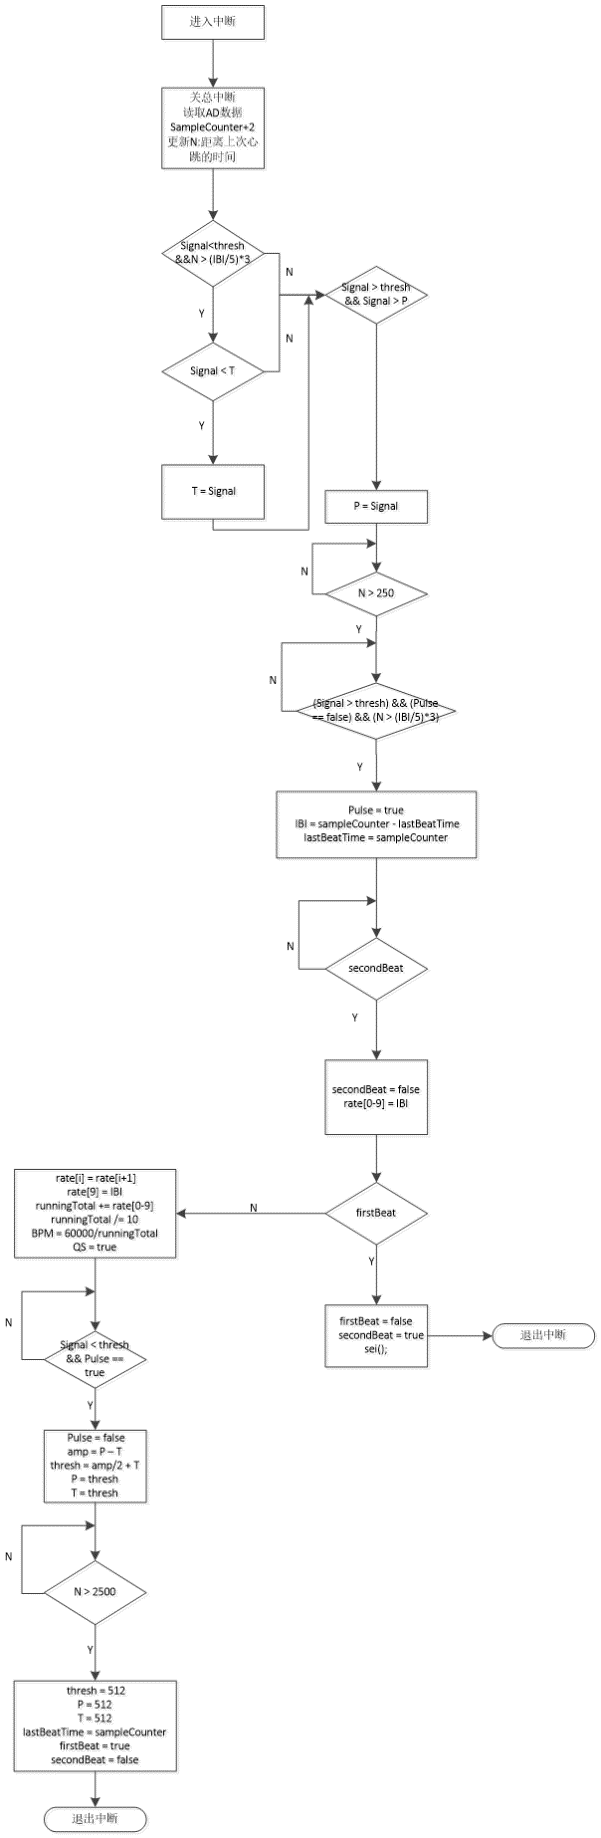 进入中断
关总中断
读取AD数据
SampleCounter+2
更新N:距离上次心
跳的时间
Signal<thresh
&&N > (IBI/5)*3
N
Signal > thresh
&& Signal > P
Y
N
Signal < T
Y
T = Signal
P = Signal
N
N > 250
Y
N
(Signal > thresh) && (Pulse
== false) && (N > (IBI/5)*3)
Y
Pulse = true
IBI = sampleCounter - lastBeatTime
lastBeatTime = sampleCounter
N
secondBeat
Y
secondBeat = false
rate[0-9] = IBI
firstBeat
N
Y
rate[i] = rate[i+1]
rate[9] = IBI
runningTotal += rate[0-9]
runningTotal /= 10
BPM = 60000/runningTotal
QS = true
firstBeat = false
secondBeat = true
sei();
退出中断
N
Signal < thresh
&& Pulse ==
true
Y
Pulse = false
amp = P – T
thresh = amp/2 + T
P = thresh
T = thresh
N
N > 2500
Y
thresh = 512
P = 512
T = 512
lastBeatTime = sampleCounter
firstBeat = true
secondBeat = false
退出中断